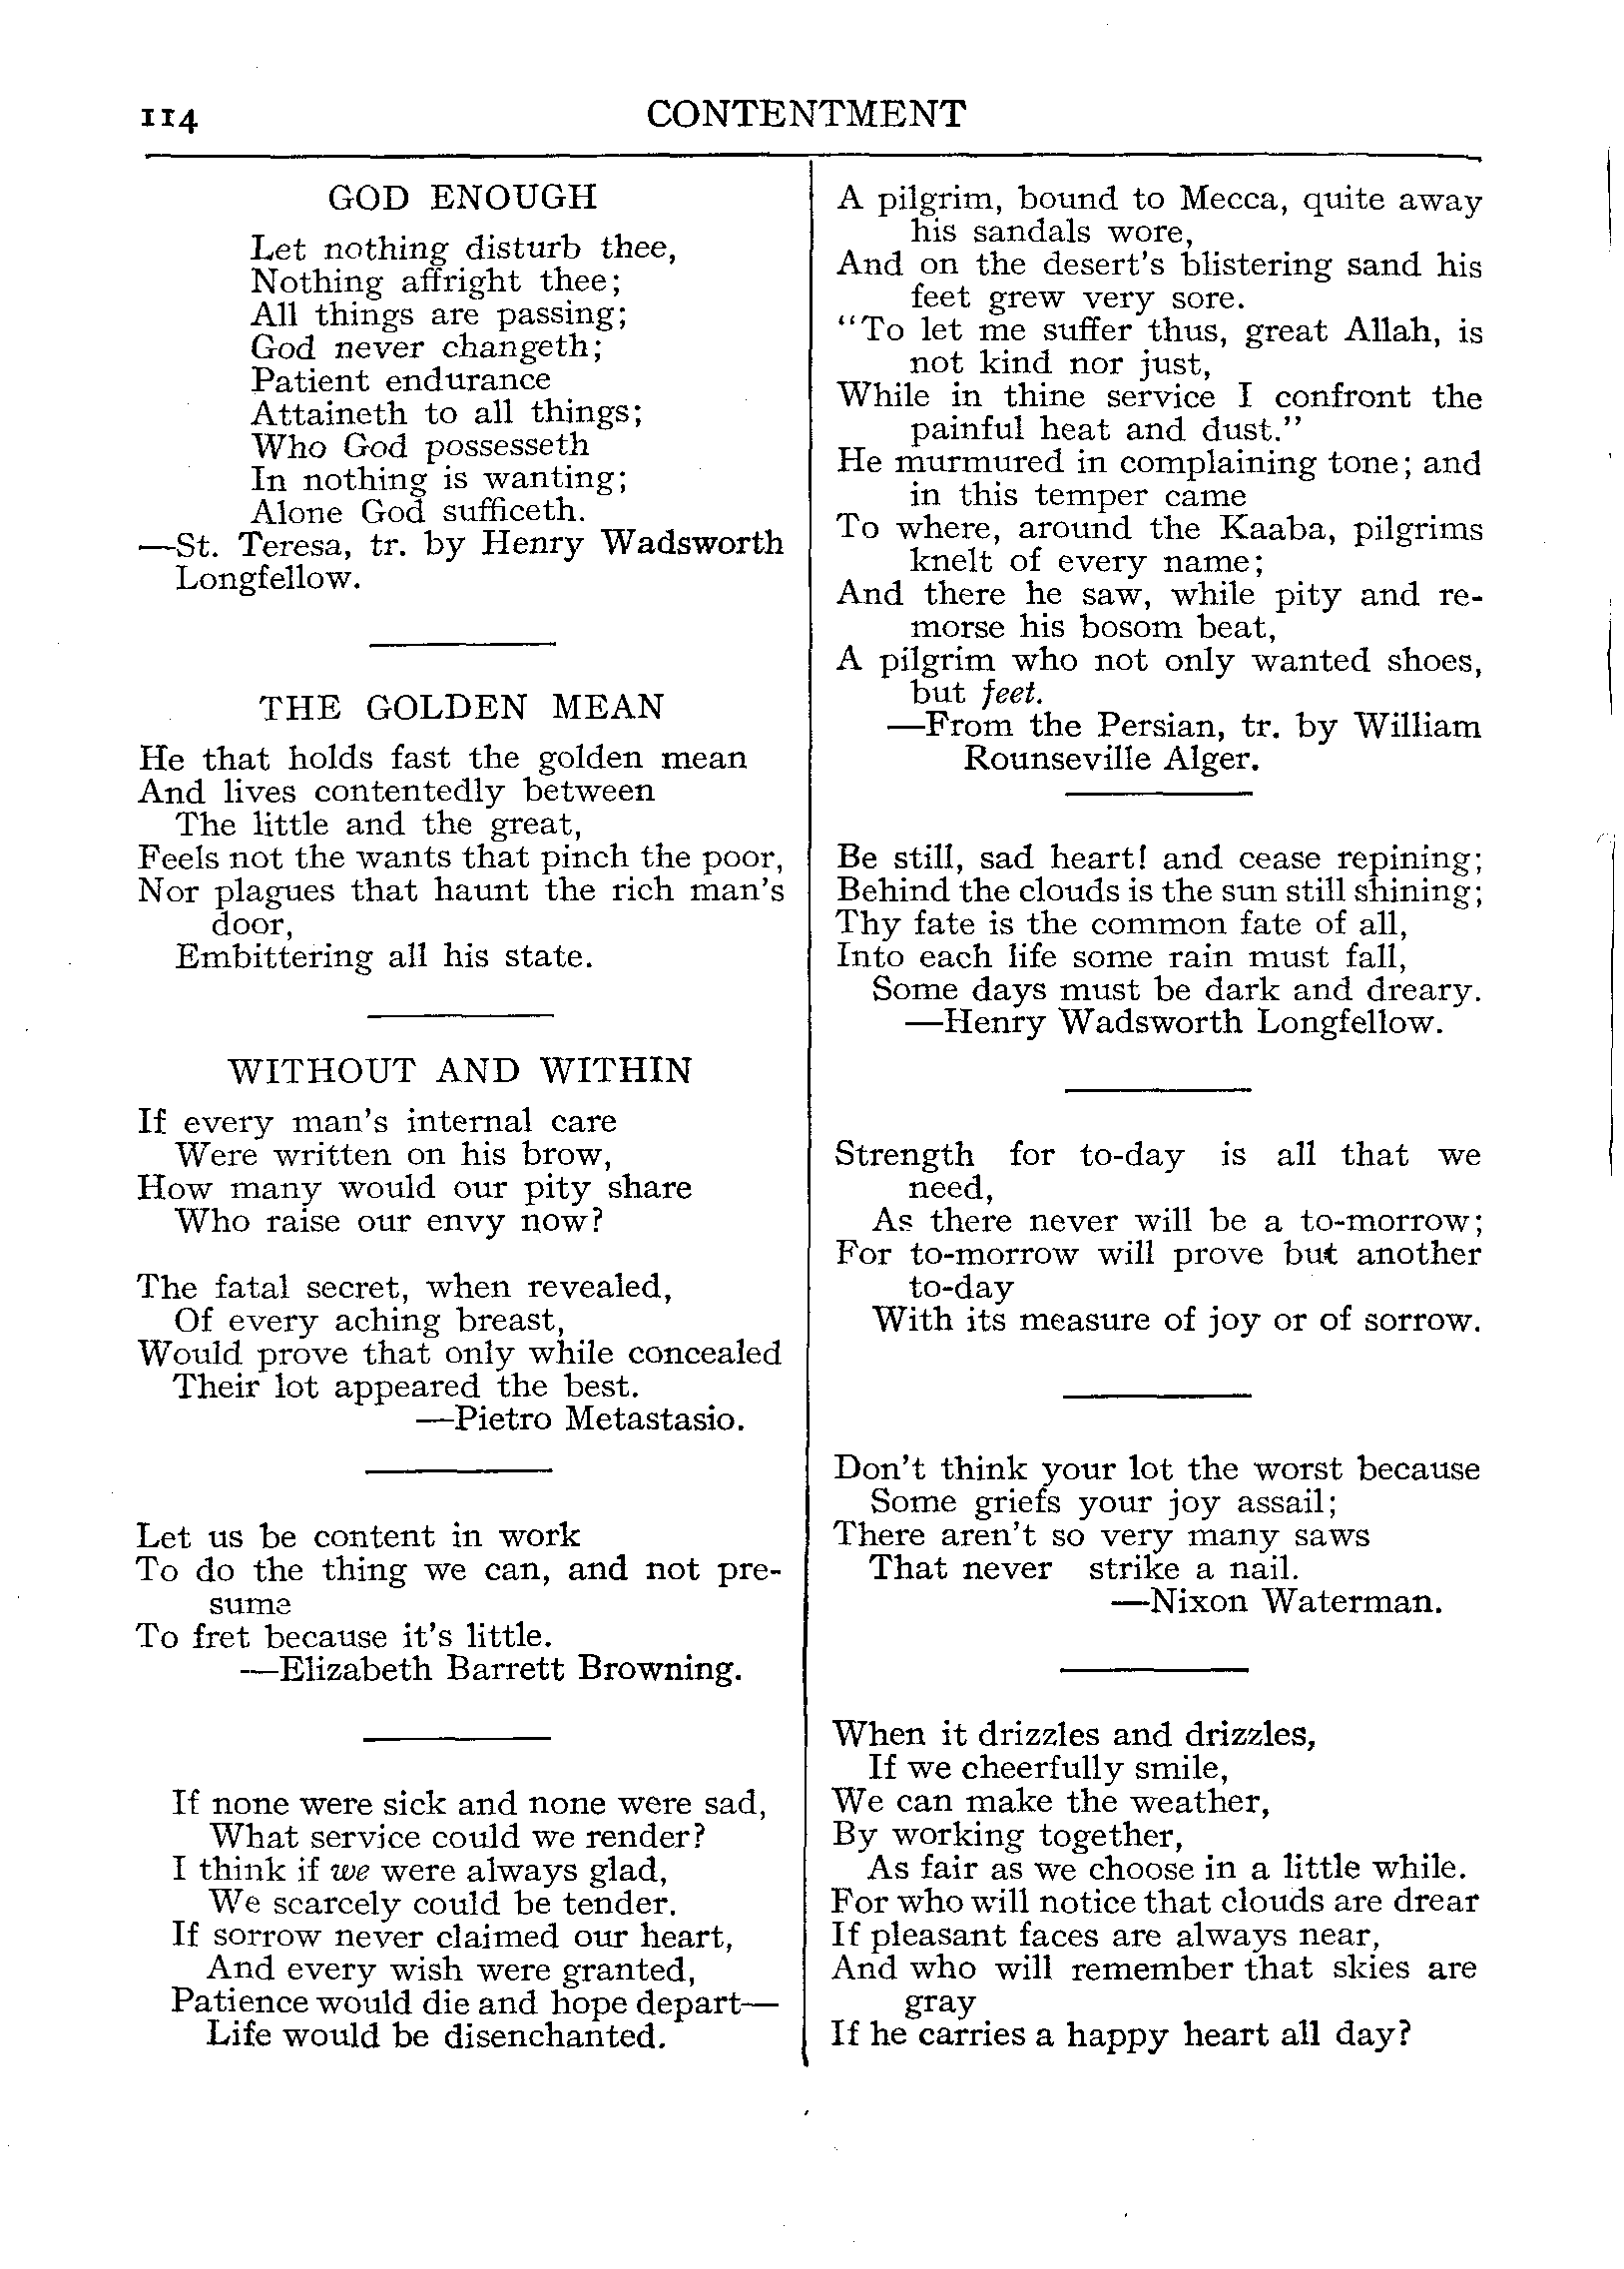 114
CONTENTMENT
GOD ENOUGH
Let nothing disturb thee,
Nothing affright thee;
All things are passing;
God never changeth;
Patient endurance
Attaineth to all things;
Who God possesseth
In nothing is wanting;
Alone God sufficeth.
—St. Teresa, tr. by Henry Wadsworth
Longfellow.
THE GOLDEN MEAN
He that holds fast the golden mean
And lives contentedly between
The little and the great,
Feels not the wants that pinch the poor,
Nor plagues that haunt the rich man's
door,
Embittering all his state.
WITHOUT AND WITHIN
If every man's internal care
Were written on his brow,
How many would our pity share
Who raise our envy now?
The fatal secret, when revealed,
Of every aching breast,
Would prove that only while concealed
Their lot appeared the best.
—Pietro Metastasio.
Let us be content in work
To do the thing we can, and not pre-
sume
To fret because it's little.
—Elizabeth Barrett Browning.
If none were sick and none were sad,
What service could we render?
I think if we were always glad,
We scarcely could be tender.
If sorrow never claimed our heart,
And every wish were granted,
Patience would die and hope depart—
Life would be disenchanted.
A pilgrim, bound to Mecca, quite away
his sandals wore,
And on the desert's blistering sand his
feet grew very sore.
"To let me suffer thus, great Allah, is
not kind nor just,
While in thine service I confront the
painful heat and dust."
He murmured in complaining tone; and
in this temper came
To where, around the Kaaba, pilgrims
knelt of every name;
And there he saw, while pity and re-
morse his bosom beat,
A pilgrim who not only wanted shoes,
but feet.
—From the Persian, tr. by William
Rounseville Alger.
Be still, sad heart! and cease repining;
Behind the clouds is the sun still shining;
Thy fate is the common fate of all,
Into each life some rain must fall,
Some days must be dark and dreary.
—Henry Wadsworth Longfellow.
Strength for to-day is all that we
need,
As there never will be a to-morrow;
For to-morrow will prove but another
to-day
With its measure of joy or of sorrow.
Don't think your lot the worst because
Some griefs your joy assail;
There aren't so very many saws
That never strike a nail.
—Nixon Waterman.
When it drizzles and drizzles,
If we cheerfully smile,
We can make the weather,
By working together,
As fair as we choose in a little while.
For who will notice that clouds are drear
If pleasant faces are always near,
And who will remember that skies are
gray
If he carries a happy heart all day?